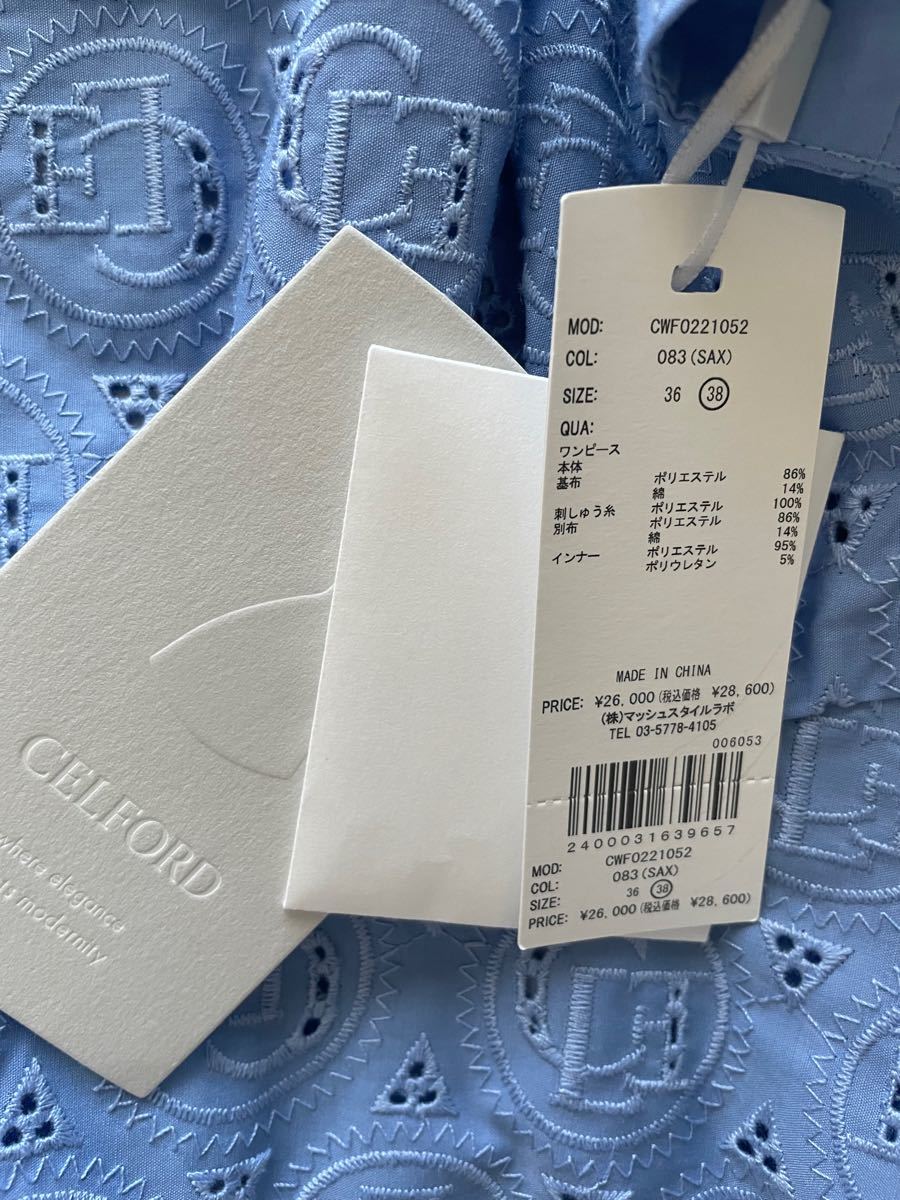 MOD: CWF0221052
COL: 083(SAX)
SIZE: 36 38
QUA:
ワンピース
本体
基布 ポリエステル 86%
綿 14%
刺しゅう糸 ポリエステル 100%
別布 ポリエステル 86%
綿 14%
インナー ポリエステル 95%
ポリウレタン 5%
MADE IN CHINA
PRICE: ¥26,000(税込価格 ¥28,600)
(株)マッシュスタイルラボ
TEL 03-5778-4105
006053
2400031639657
MOD: CWF0221052
COL: 083(SAX)
SIZE: 36 38
PRICE: ¥26,000(税込価格 ¥28,600)
CELFORD
where elegance
modernity